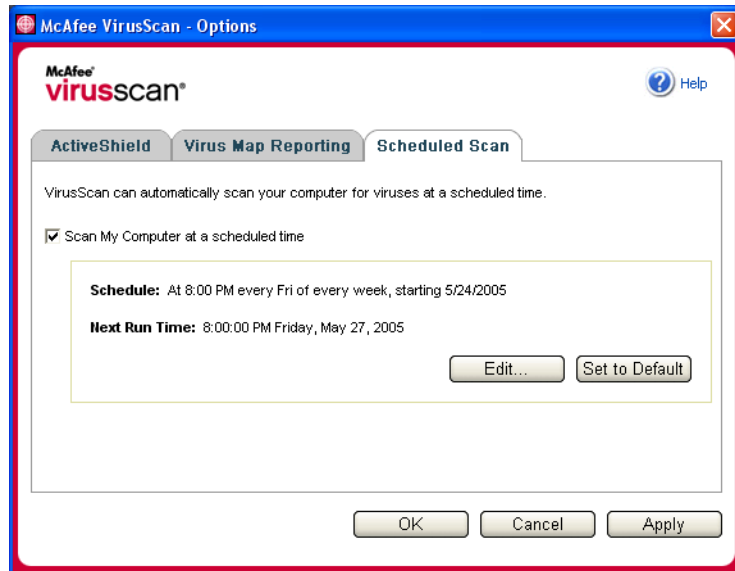 McAfee VirusScan - Options
McAfee®
virusscan®
Help
ActiveShield
Virus Map Reporting
Scheduled Scan
VirusScan can automatically scan your computer for viruses at a scheduled time.
Scan My Computer at a scheduled time
Schedule: At 8:00 PM every Fri of every week, starting 5/24/2005
Next Run Time: 8:00:00 PM Friday, May 27, 2005
Edit...
Set to Default
OK
Cancel
Apply